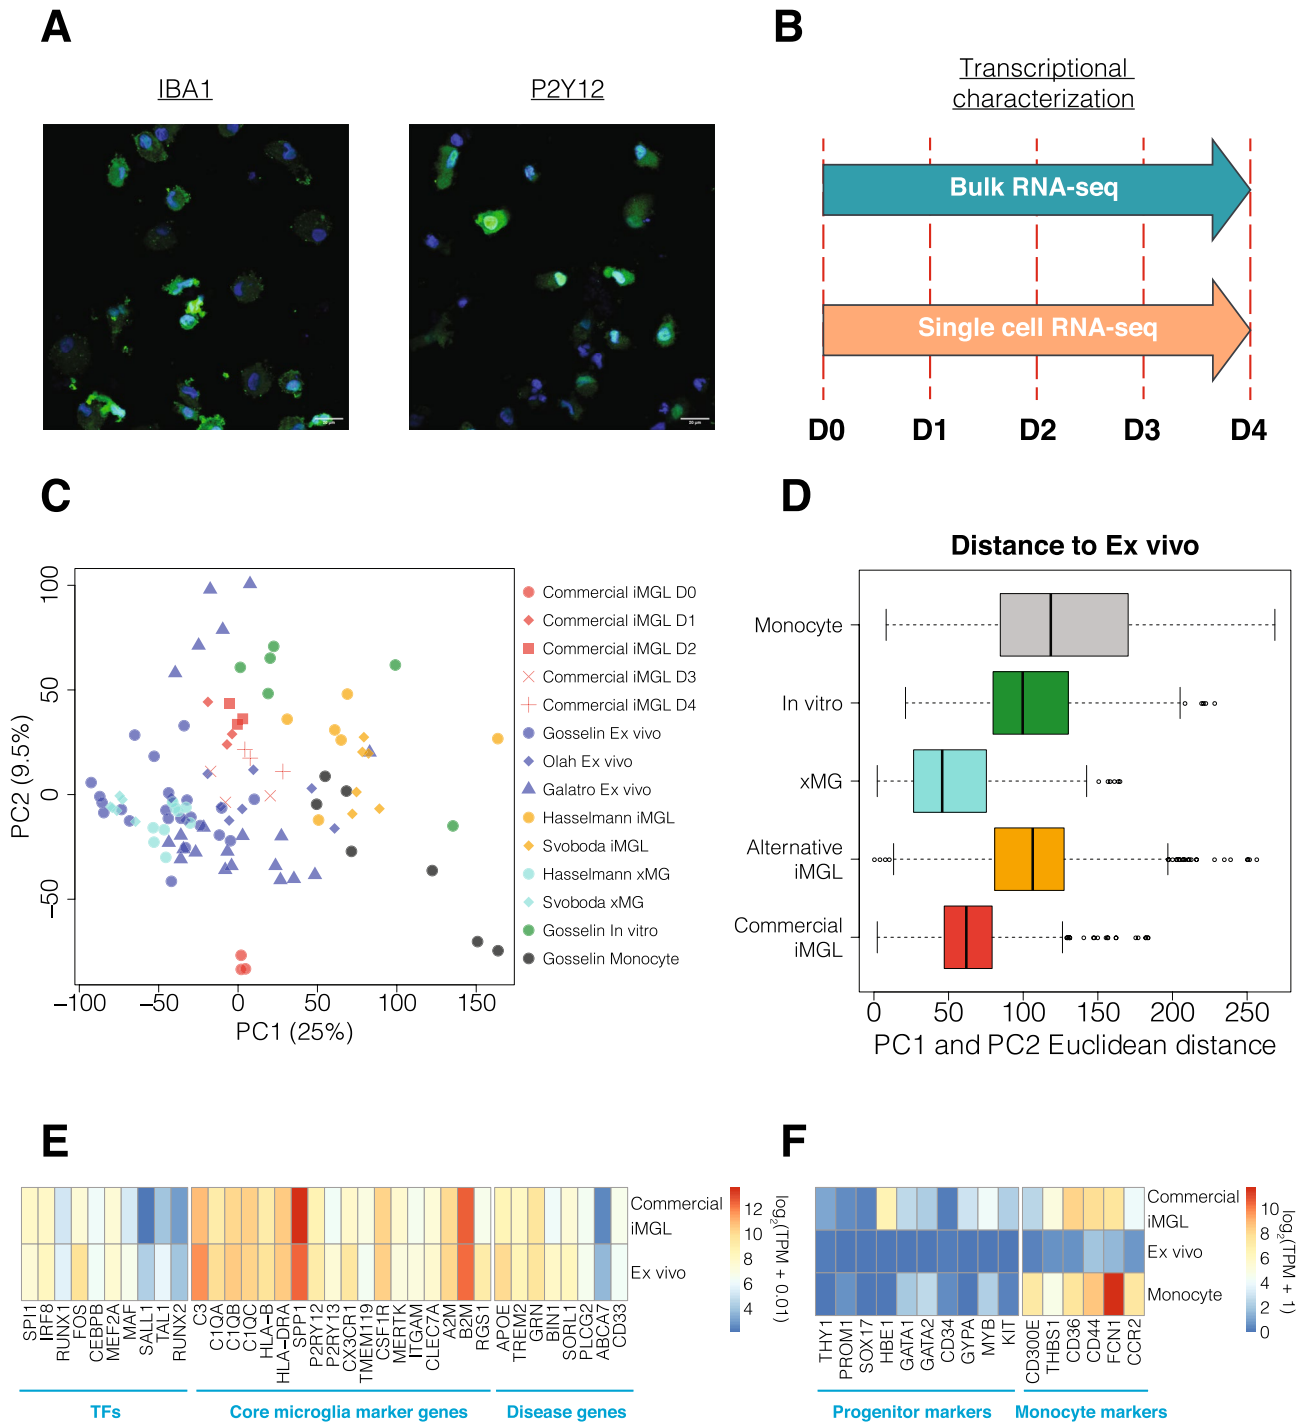 A
IBA1
P2Y12
50 µm
B
Transcriptional
characterization
Bulk RNA-seq
Single cell RNA-seq
D0 D1 D2 D3 D4
C
PC2 (9.5%)
100
50
0
−50
−100 −50 0 50 100 150
PC1 (25%)
Commercial iMGL D0
Commercial iMGL D1
Commercial iMGL D2
Commercial iMGL D3
Commercial iMGL D4
Gosselin Ex vivo
Olah Ex vivo
Galatro Ex vivo
Hasselmann iMGL
Svoboda iMGL
Hasselmann xMG
Svoboda xMG
Gosselin In vitro
Gosselin Monocyte
D
Distance to Ex vivo
Monocyte
In vitro
xMG
Alternative
iMGL
Commercial
iMGL
0 50 100 150 200 250
PC1 and PC2 Euclidean distance
E
Commercial
iMGL
Ex vivo
SPI1
IRF8
RUNX1
FOS
CEBPB
MEF2A
MAF
SALL1
TAL1
RUNX2
C3
C1QA
C1QB
C1QC
HLA−B
HLA−DRA
SPP1
P2RY12
P2RY13
CX3CR1
TMEM119
CSF1R
MERTK
ITGAM
CLEC7A
A2M
B2M
RGS1
APOE
TREM2
GRN
BIN1
SORL1
PLCG2
ABCA7
CD33
TFs
Core microglia marker genes
Disease genes
12
10
8
6
4
log2(TPM + 0.01)
F
Commercial
iMGL
Ex vivo
Monocyte
THY1
PROM1
SOX17
HBE1
GATA1
GATA2
CD34
GYPA
MYB
KIT
CD300E
THBS1
CD36
CD44
FCN1
CCR2
Progenitor markers
Monocyte markers
10
8
6
4
2
0
log2(TPM + 1)